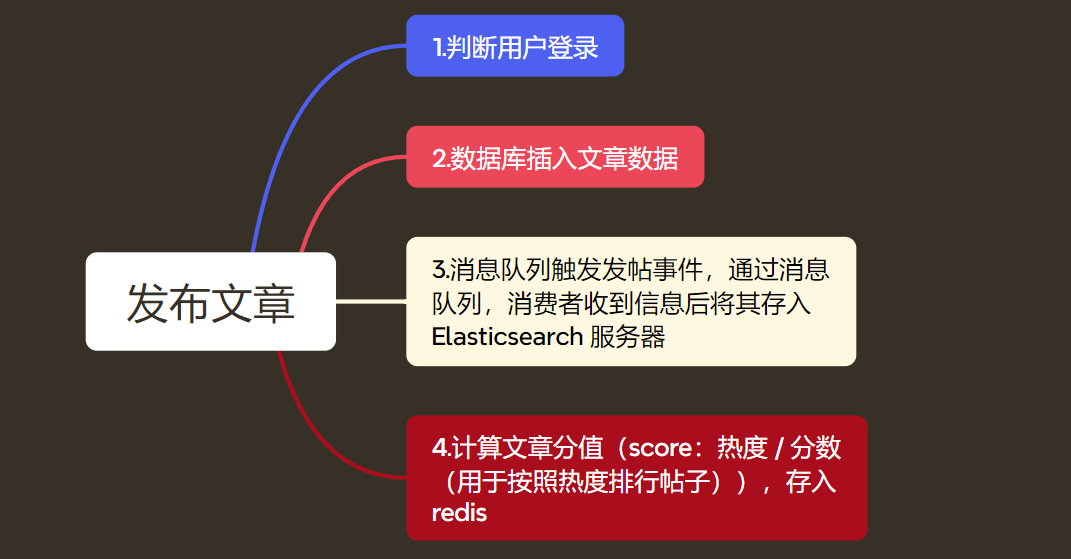 1.判断用户登录
2.数据库插入文章数据
发布文章
3.消息队列触发发帖事件，通过消息
队列，消费者收到信息后将其存入
Elasticsearch 服务器
4.计算文章分值（score：热度 / 分数
（用于按照热度排行帖子）），存入
redis